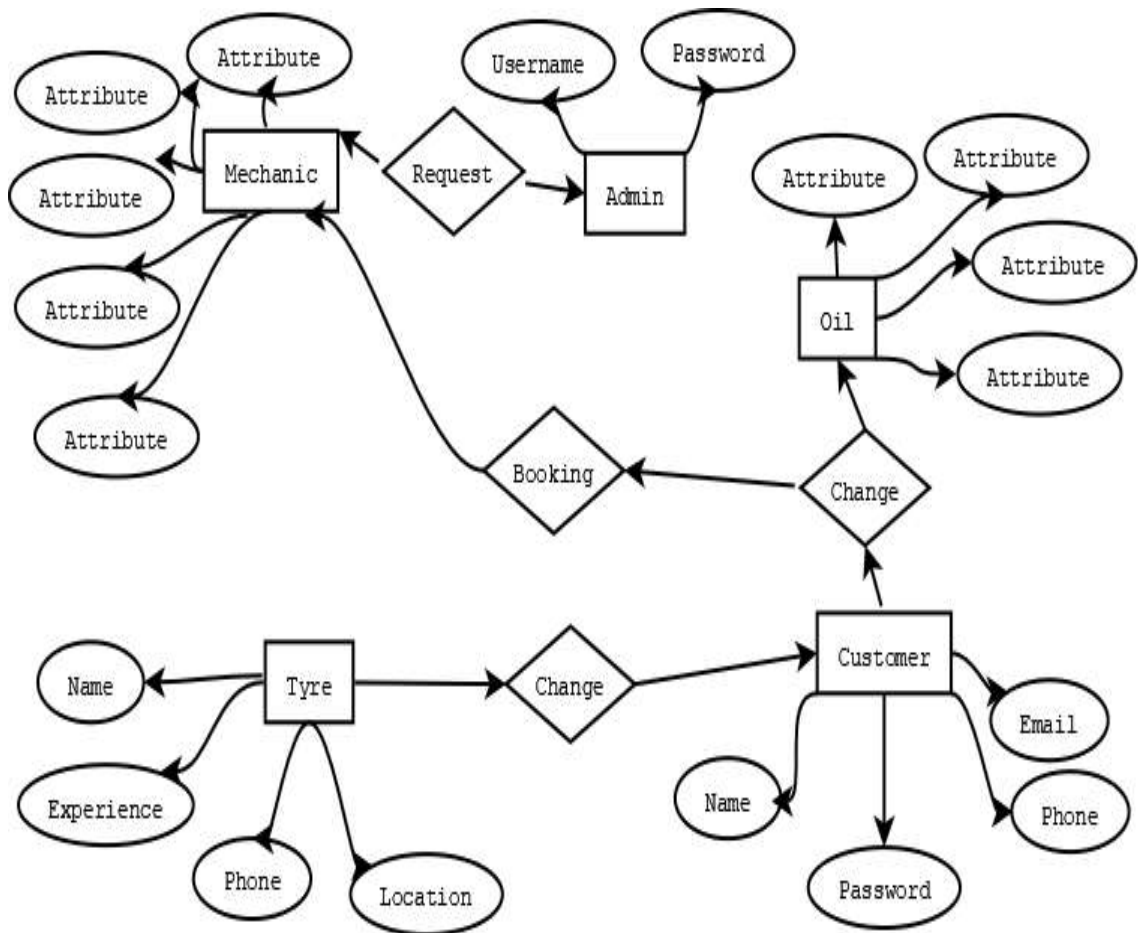 Attribute
Attribute
Attribute
Attribute
Attribute
Mechanic
Request
Username
Password
Admin
Attribute
Attribute
Attribute
Attribute
Oil
Booking
Change
Name
Tyre
Change
Customer
Experience
Phone
Location
Name
Password
Email
Phone